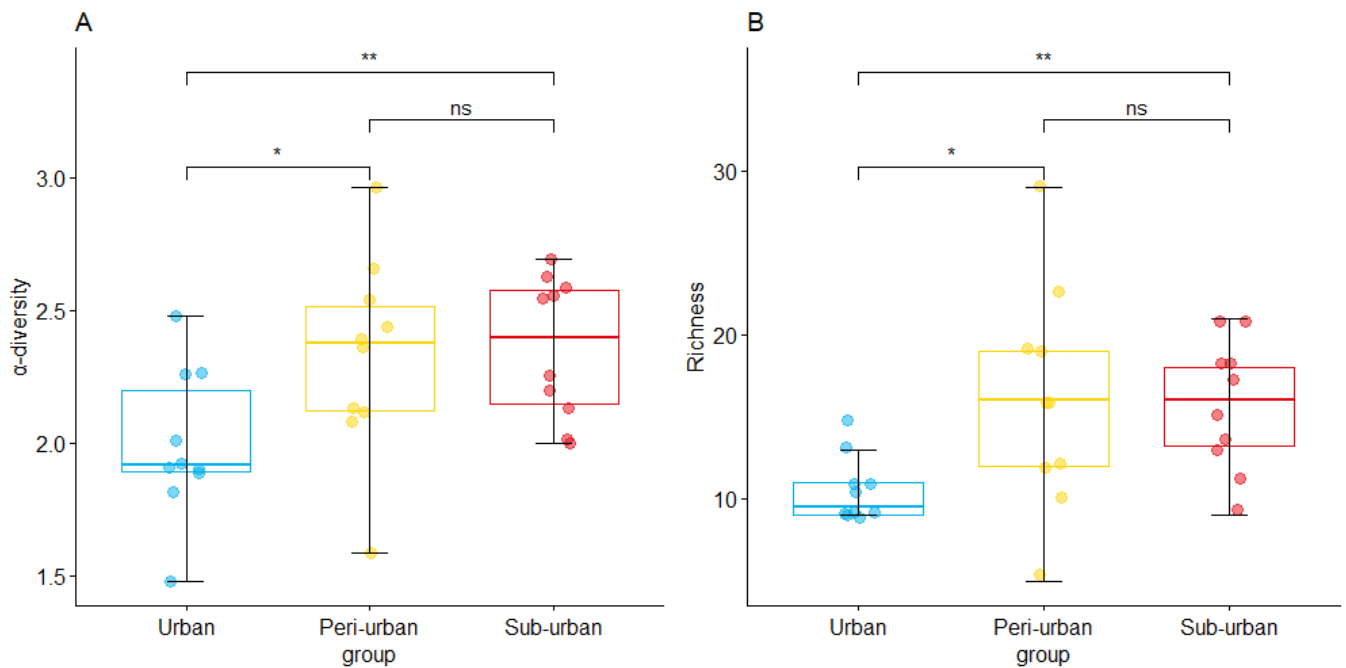 A
**
ns
*
3.0
2.5
2.0
1.5
α-diversity
Urban Peri-urban Sub-urban
group
B
**
ns
*
30
20
10
Richness
Urban Peri-urban Sub-urban
group